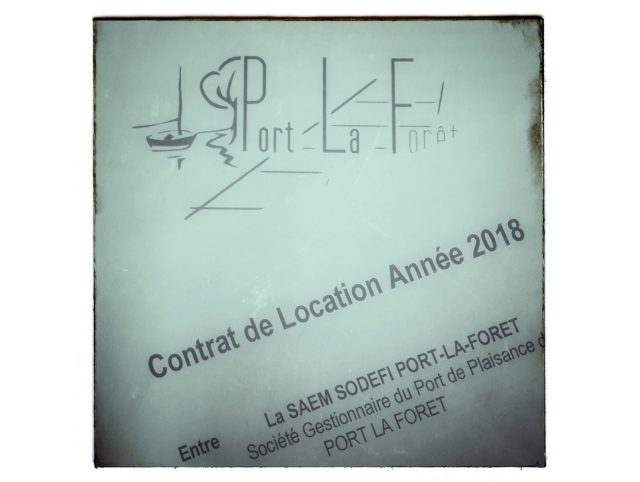 Port La Forêt
Contrat de Location Année 2018
La SAEM SODEFI PORT-LA-FORET
Entre Société Gestionnaire du Port de Plaisance d
PORT LA FORET